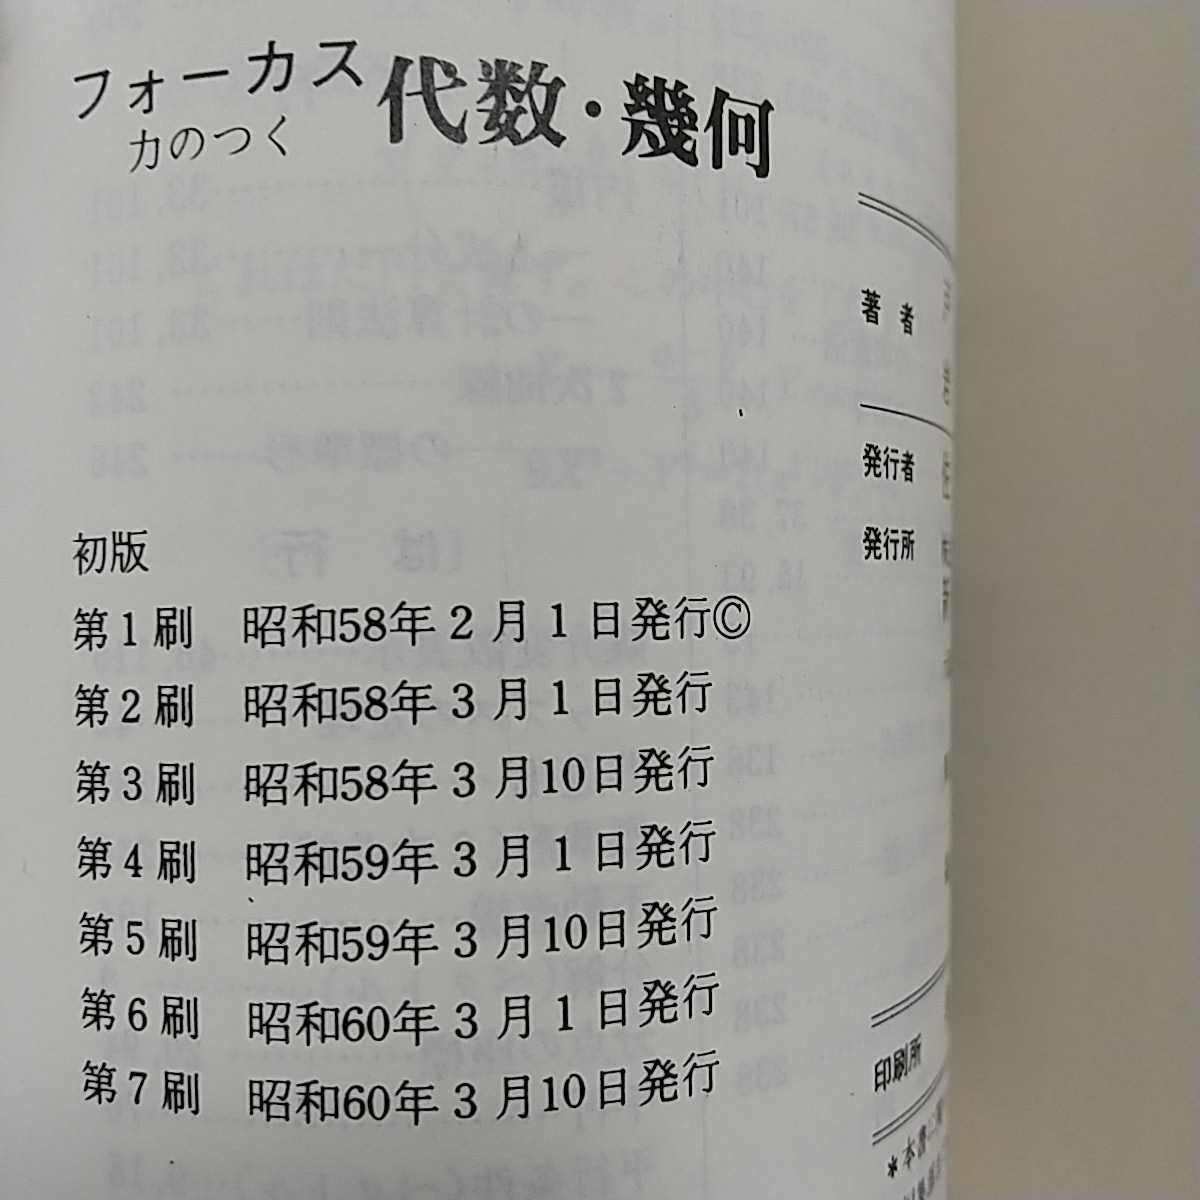 フォーカス
力のつく
代数・幾何
著者
発行者
発行所
初版
第1刷 昭和58年2月1日発行©
第2刷 昭和58年3月1日発行
第3刷 昭和58年3月10日発行
第4刷 昭和59年3月1日発行
第5刷 昭和59年3月10日発行
第6刷 昭和60年3月1日発行
第7刷 昭和60年3月10日発行
印刷所
＊本書